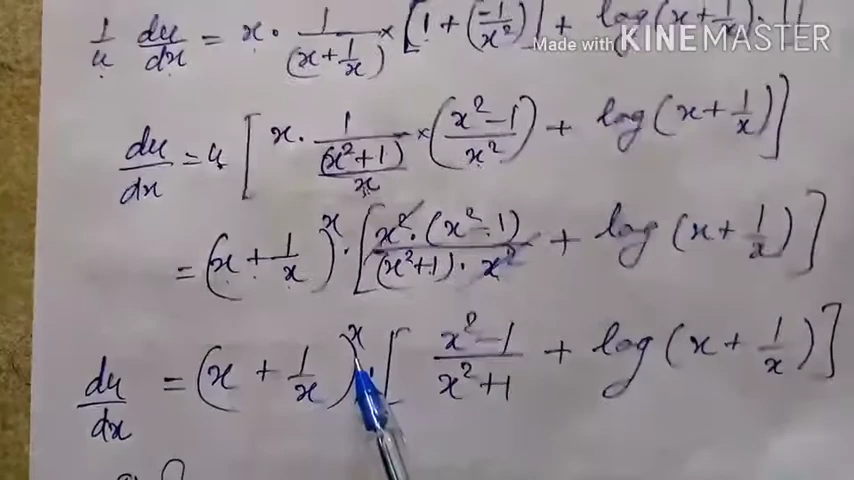 1/u du/dx = x · 1/(x + 1/x) × [1 + (-1/x²)] + log(x + 1/x) ·
Made with KINEMASTER
du/dx = u [ x · 1/((x²+1)/x) × ((x²-1)/x²) + log(x + 1/x) ]
= (x + 1/x)ˣ · [ x² · (x²-1)/((x²+1) · x²) + log(x + 1/x) ]
du/dx = (x + 1/x)ˣ · [ (x²-1)/(x²+1) + log(x + 1/x) ]